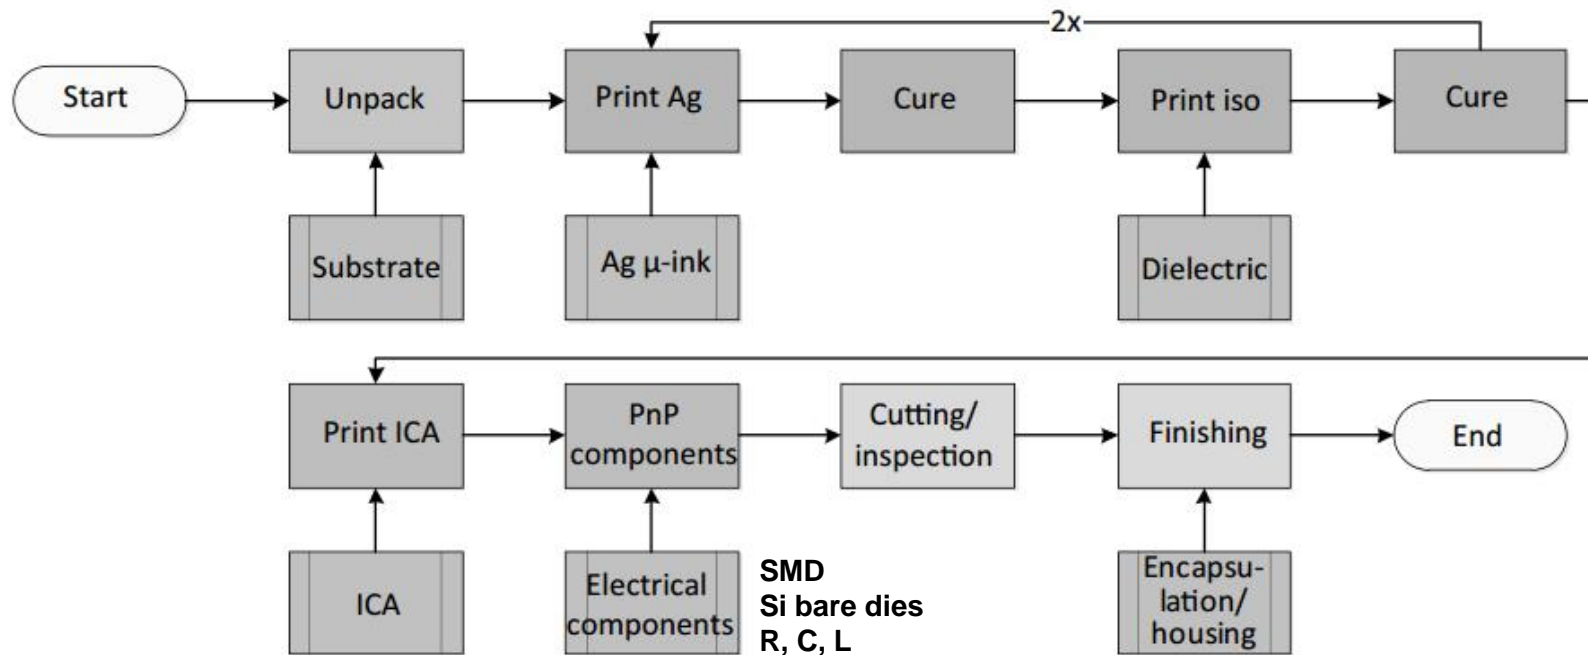 2x
Start
Unpack
Print Ag
Cure
Print iso
Cure
Substrate
Ag μ-ink
Dielectric
Print ICA
PnP
components
Cutting/
inspection
Finishing
End
ICA
Electrical
components
SMD
Si bare dies
R, C, L
Encapsu-
lation/
housing